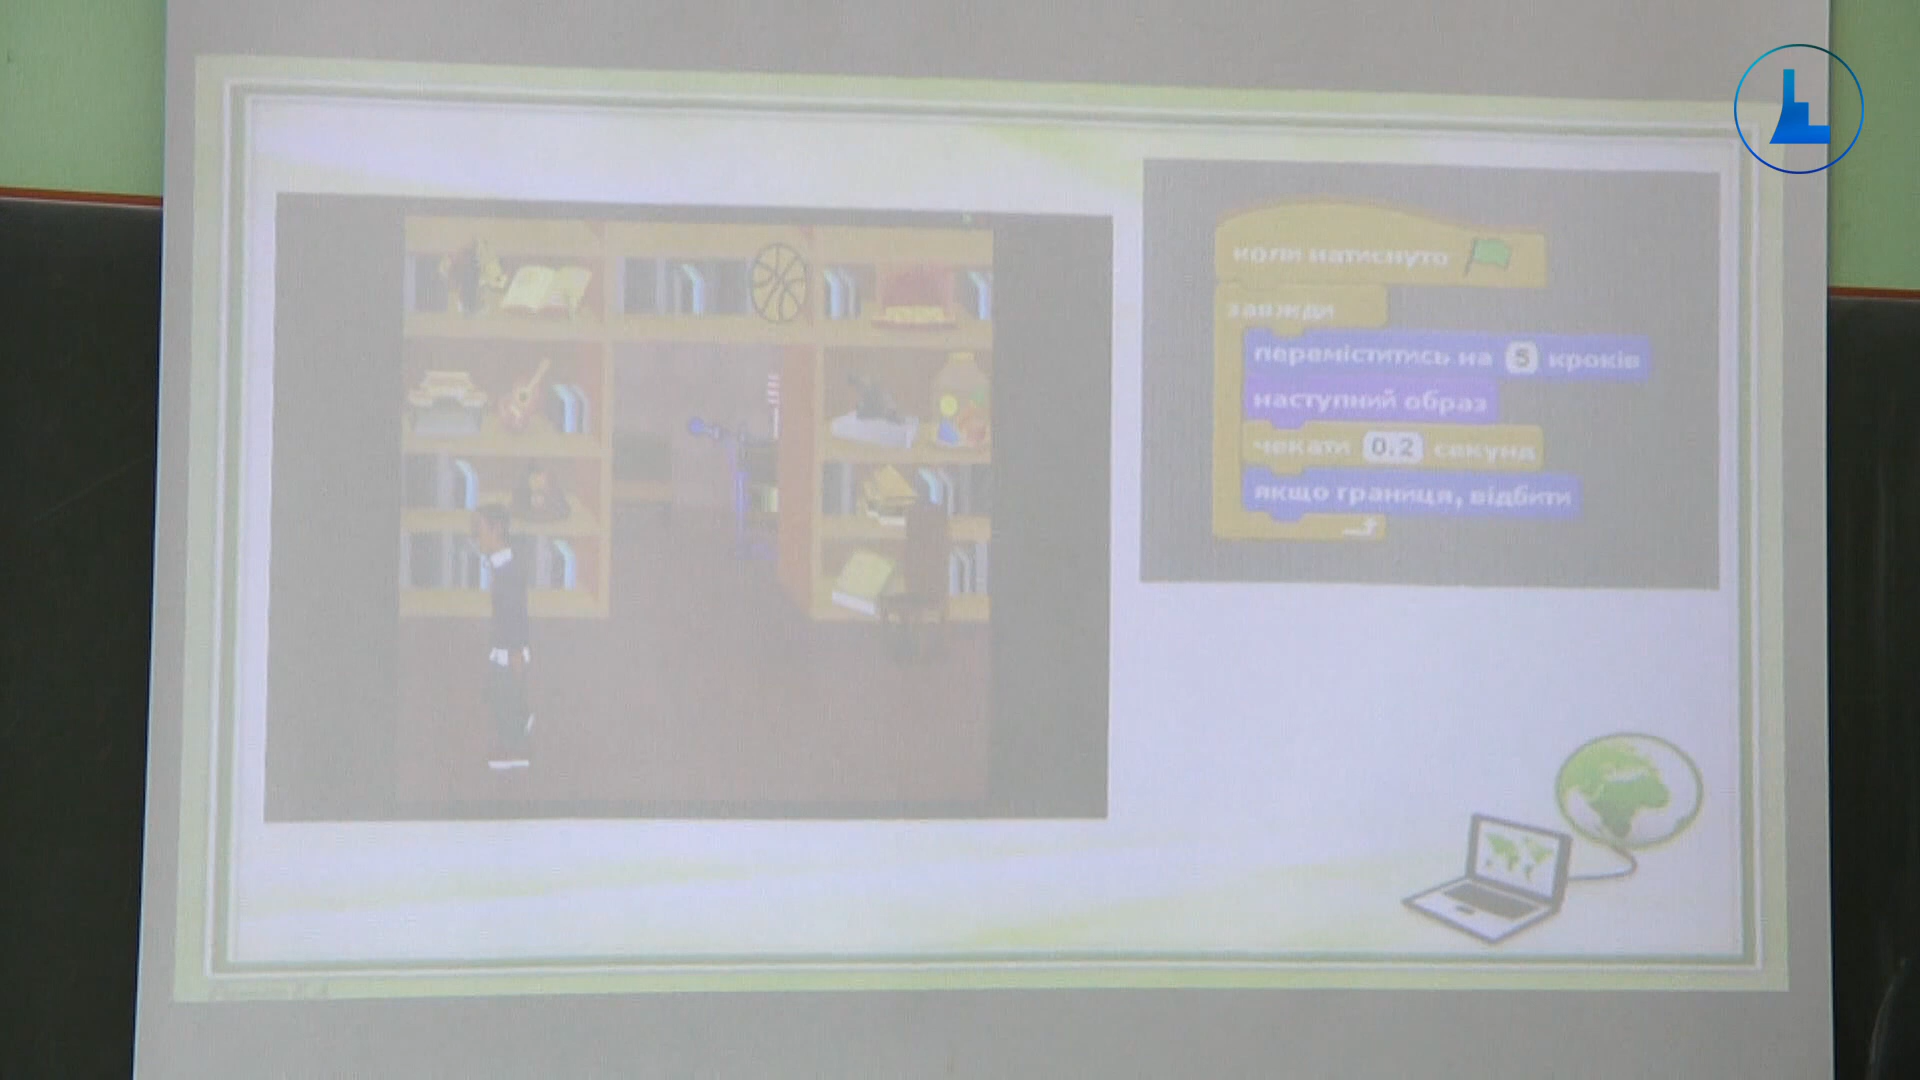 коли натиснуто
завжди
переміститись на 5 кроків
наступний образ
чекати 0.2 секунд
якщо границя, відбити